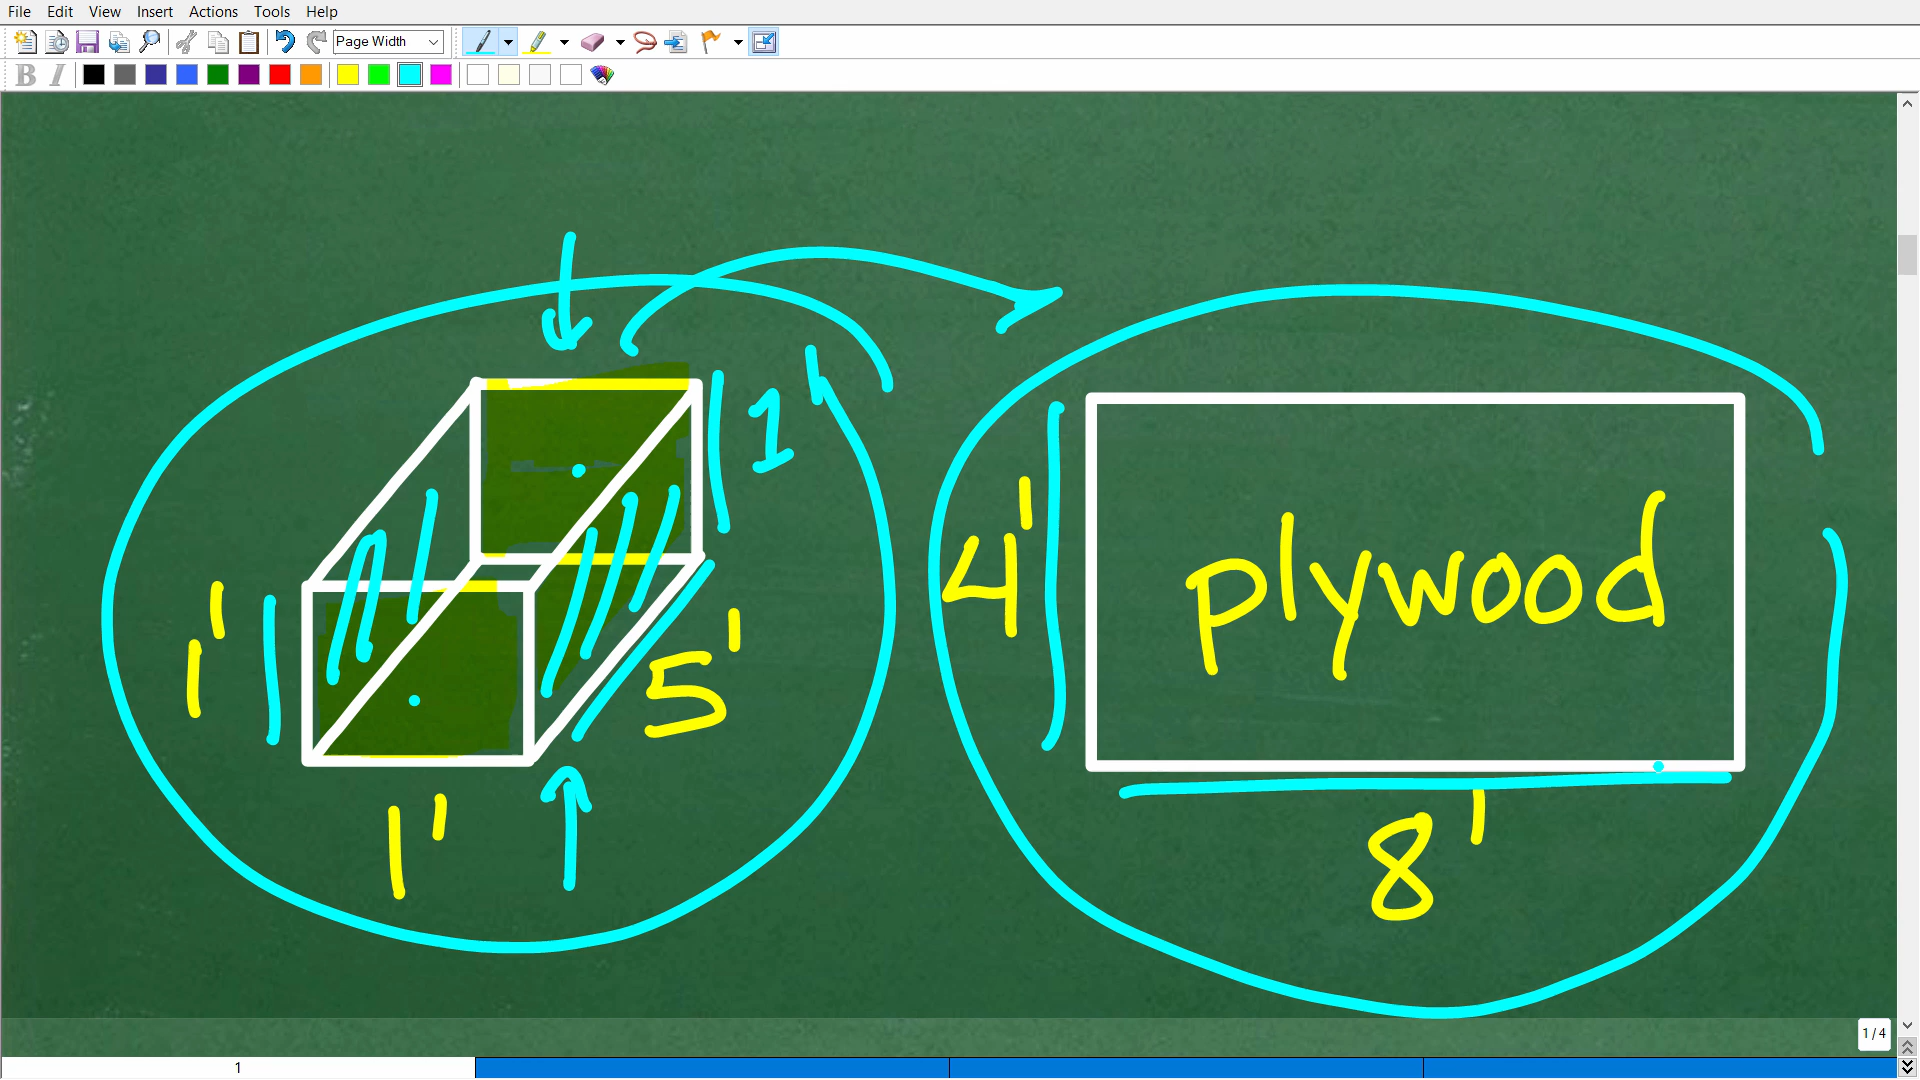 File Edit View Insert Actions Tools Help
Page Width
B I
1'
1'
5'
1'
4'
plywood
8'
1/4
1